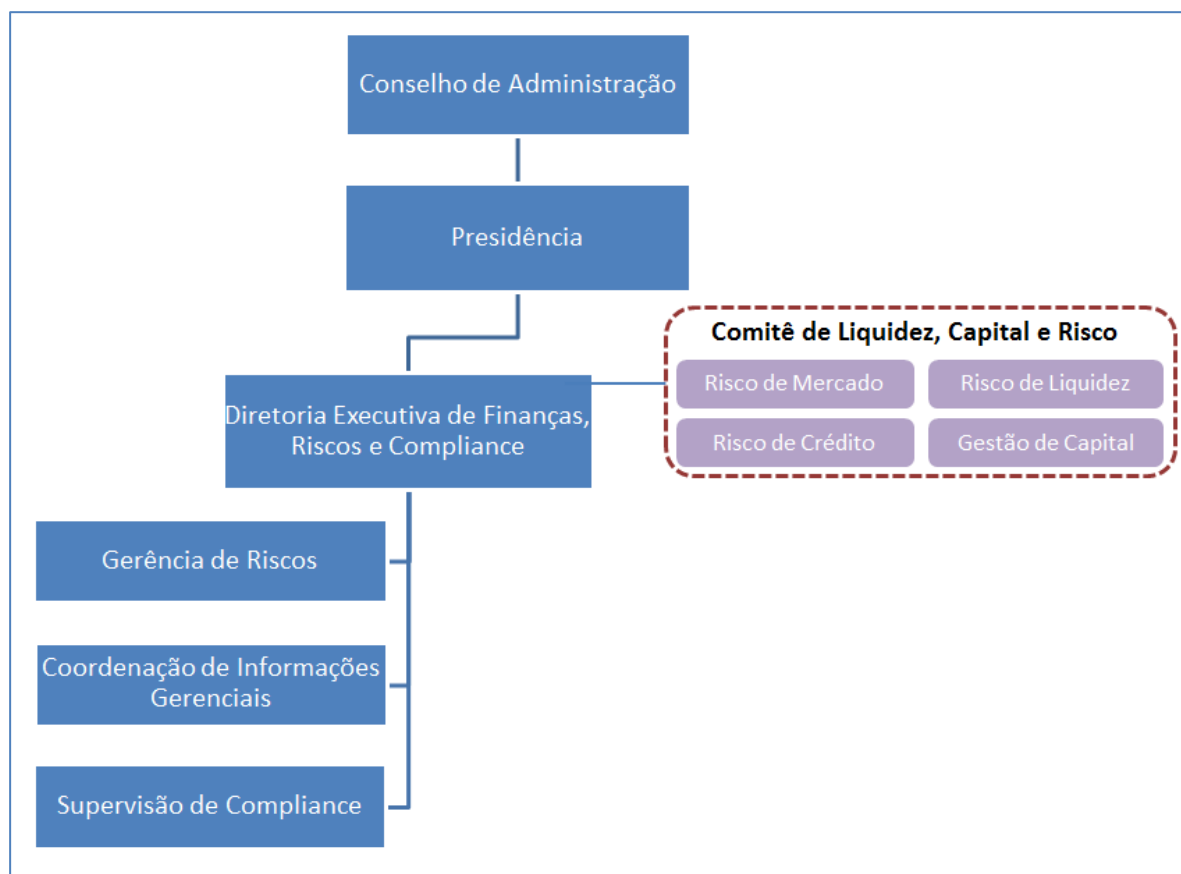 Conselho de Administração
Presidência
Comitê de Liquidez, Capital e Risco
Risco de Mercado
Risco de Liquidez
Risco de Crédito
Gestão de Capital
Diretoria Executiva de Finanças,
Riscos e Compliance
Gerência de Riscos
Coordenação de Informações
Gerenciais
Supervisão de Compliance